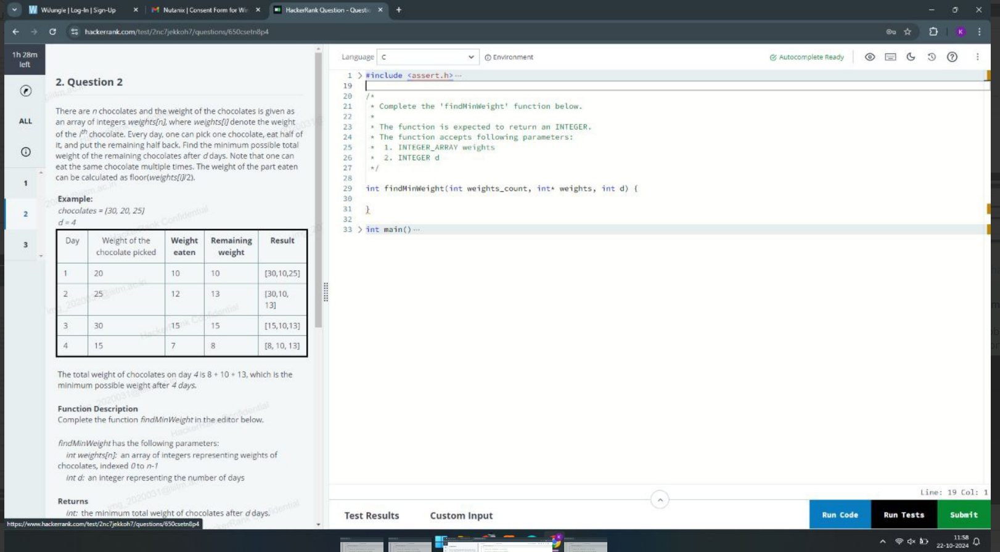 WiJungle | Log-In | Sign-Up
Nutanix | Consent Form for Win
HackerRank Question - Questio
hackerrank.com/test/2nc7jekkoh7/questions/650csetn8p4
K
1h 28m
left
ALL
1
2
3
2. Question 2
There are n chocolates and the weight of the chocolates is given as
an array of integers weights[n], where weights[i] denote the weight
of the ith chocolate. Every day, one can pick one chocolate, eat half of
it, and put the remaining half back. Find the minimum possible total
weight of the remaining chocolates after d days. Note that one can
eat the same chocolate multiple times. The weight of the part eaten
can be calculated as floor(weights[i]/2).
Example:
chocolates = [30, 20, 25]
d = 4
Day Weight of the chocolate picked Weight eaten Remaining weight Result
1 20 10 10 [30,10,25]
2 25 12 13 [30,10, 13]
3 30 15 15 [15,10,13]
4 15 7 8 [8, 10, 13]
The total weight of chocolates on day 4 is 8 + 10 + 13, which is the
minimum possible weight after 4 days.
Function Description
Complete the function findMinWeight in the editor below.
findMinWeight has the following parameters:
int weights[n]: an array of integers representing weights of
chocolates, indexed 0 to n-1
int d: an integer representing the number of days
Returns
int: the minimum total weight of chocolates after d days.
https://www.hackerrank.com/test/2nc7jekkoh7/questions/650csetn8p4
HackerRank Confidential
Language C
Environment
Autocomplete Ready
1 #include <assert.h>···
19
20 /*
21 * Complete the 'findMinWeight' function below.
22 *
23 * The function is expected to return an INTEGER.
24 * The function accepts following parameters:
25 * 1. INTEGER_ARRAY weights
26 * 2. INTEGER d
27 */
28
29 int findMinWeight(int weights_count, int* weights, int d) {
30
31 }
32
33 int main()···
Line: 19 Col: 1
Test Results
Custom Input
Run Code
Run Tests
Submit
11:58
22-10-2024